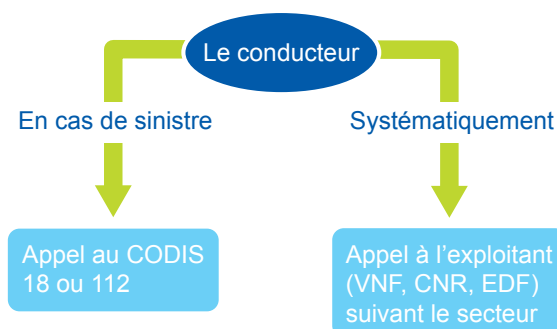 Le conducteur
En cas de sinistre
Systématiquement
Appel au CODIS
18 ou 112
Appel à l’exploitant
(VNF, CNR, EDF)
suivant le secteur